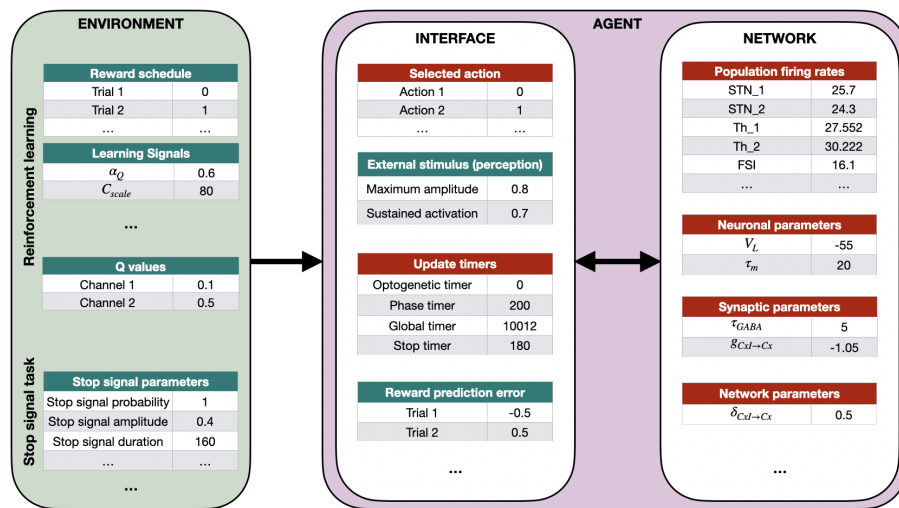 ENVIRONMENT
Reinforcement learning
Reward schedule
Trial 1 0
Trial 2 1
... ...
Learning Signals
α_Q 0.6
C_scale 80
...
Q values
Channel 1 0.1
Channel 2 0.5
Stop signal task
Stop signal parameters
Stop signal probability 1
Stop signal amplitude 0.4
Stop signal duration 160
... ...
...
AGENT
INTERFACE
Selected action
Action 1 0
Action 2 1
... ...
External stimulus (perception)
Maximum amplitude 0.8
Sustained activation 0.7
Update timers
Optogenetic timer 0
Phase timer 200
Global timer 10012
Stop timer 180
Reward prediction error
Trial 1 -0.5
Trial 2 0.5
...
NETWORK
Population firing rates
STN_1 25.7
STN_2 24.3
Th_1 27.552
Th_2 30.222
FSI 16.1
... ...
Neuronal parameters
V_L -55
τ_m 20
Synaptic parameters
τ_GABA 5
g_CxI→Cx -1.05
Network parameters
δ_CxI→Cx 0.5
...